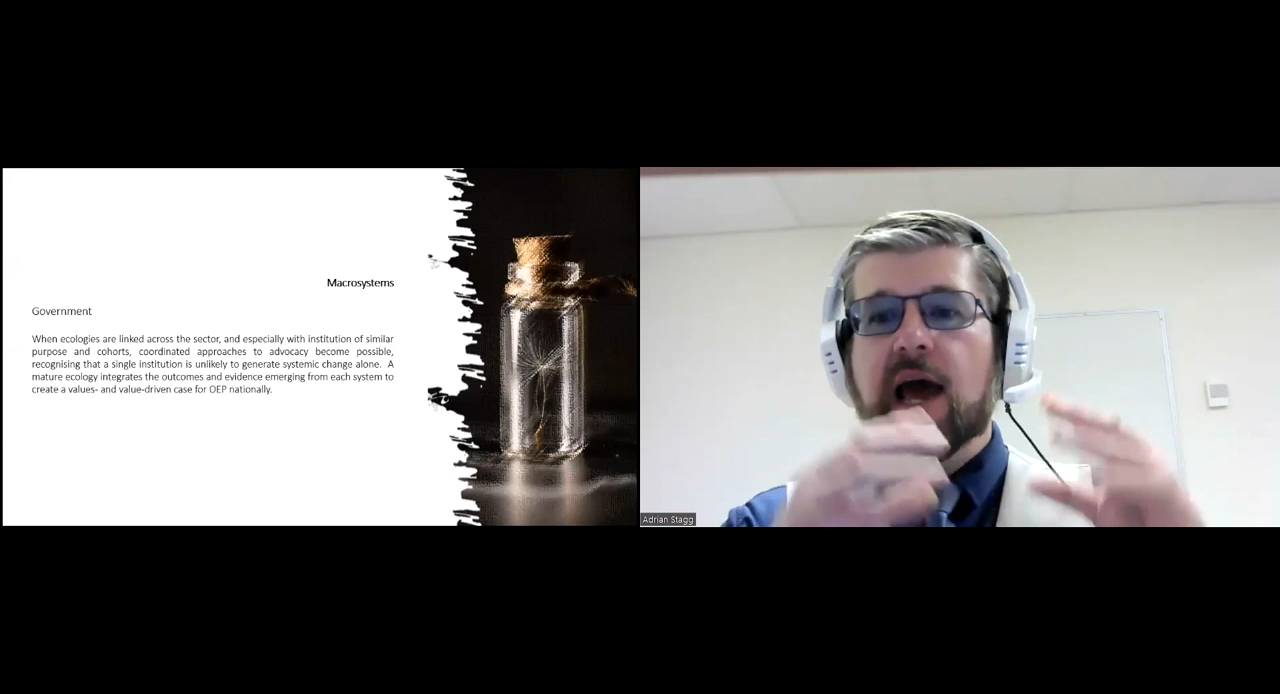 Macrosystems
Government
When ecologies are linked across the sector, and especially with institution of similar
purpose and cohorts, coordinated approaches to advocacy become possible,
recognising that a single institution is unlikely to generate systemic change alone. A
mature ecology integrates the outcomes and evidence emerging from each system to
create a values- and value-driven case for OEP nationally.
Adrian Stagg